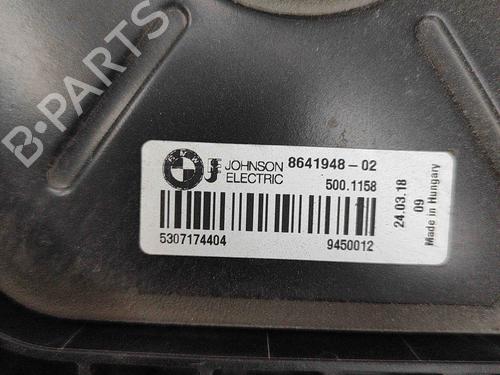 B-PARTS
BMW
JOHNSON
ELECTRIC
8641948-02
500.1158
5307174404
9450012
24.03.18
09
Made in Hungary